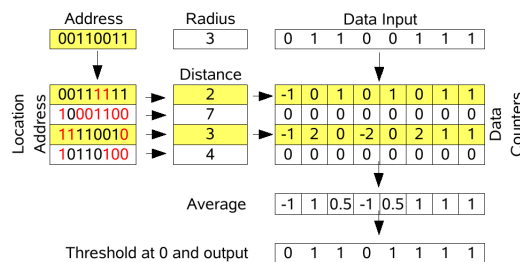 Address Radius Data Input
00110011 3 0 1 1 0 0 1 1 1
Distance
Location Address
00111111 2 -1 0 1 0 1 0 1 1
10001100 7 0 0 0 0 0 0 0 0
11110010 3 -1 2 0 -2 0 2 1 1
10110100 4 0 0 0 0 0 0 0 0
Data Counters
Average -1 1 0.5 -1 0.5 1 1 1
Threshold at 0 and output 0 1 1 0 1 1 1 1